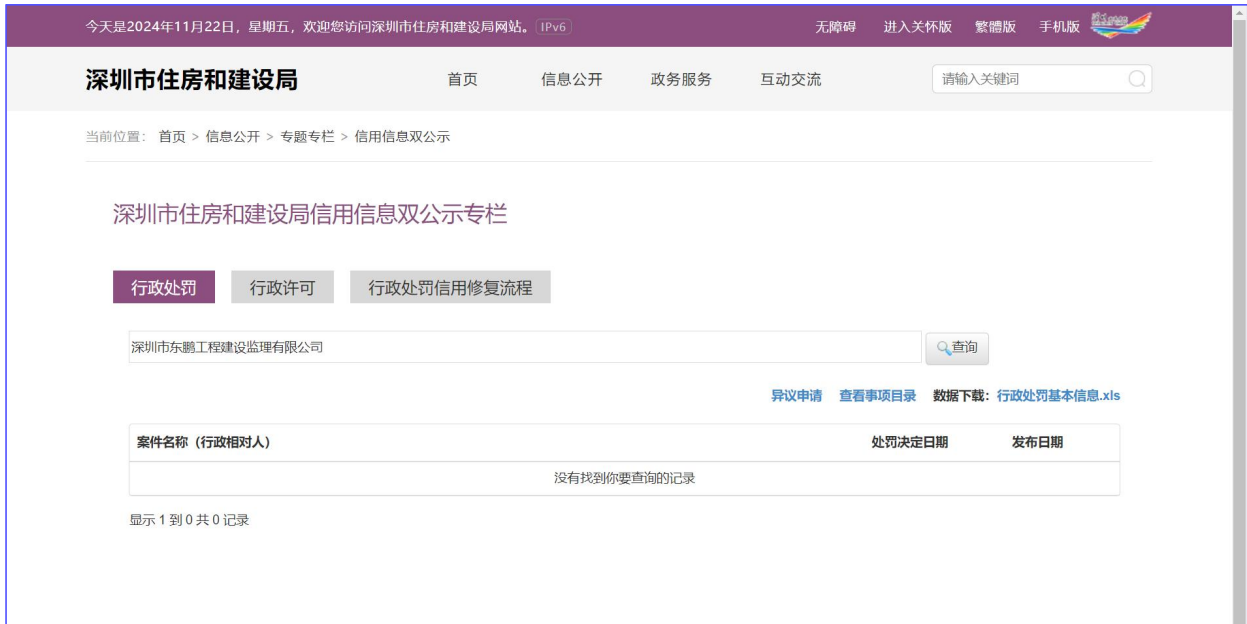 今天是2024年11月22日，星期五，欢迎您访问深圳市住房和建设局网站。 IPv6 无障碍 进入关怀版 繁體版 手机版
深圳市住房和建设局 首页 信息公开 政务服务 互动交流 请输入关键词
当前位置： 首页 > 信息公开 > 专题专栏 > 信用信息双公示
深圳市住房和建设局信用信息双公示专栏
行政处罚 行政许可 行政处罚信用修复流程
深圳市东鹏工程建设监理有限公司 查询
异议申请 查看事项目录 数据下载：行政处罚基本信息.xls
案件名称（行政相对人） 处罚决定日期 发布日期
没有找到你要查询的记录
显示 1 到 0 共 0 记录